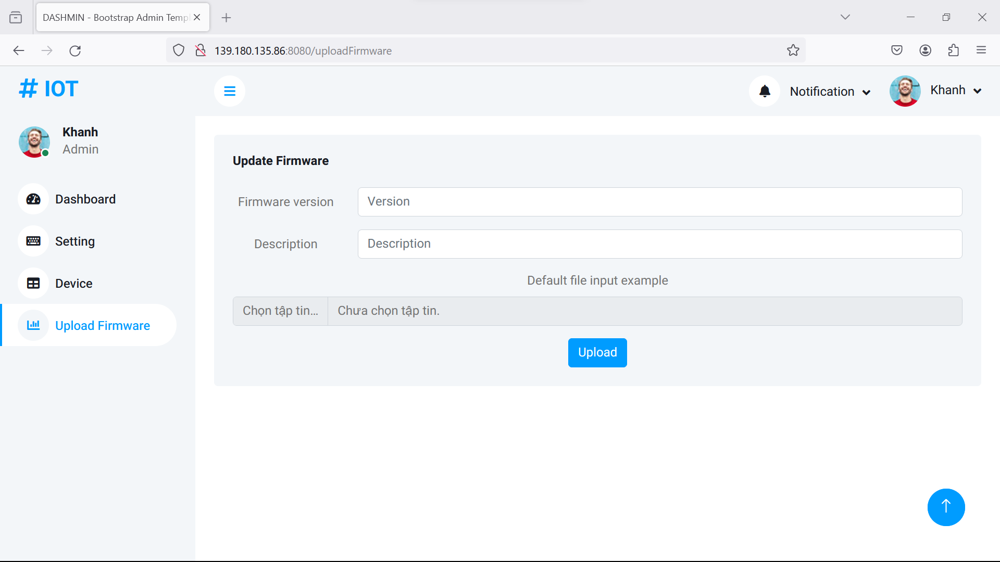 DASHMIN - Bootstrap Admin Templ
139.180.135.86:8080/uploadFirmware
# IOT
Notification
Khanh
Khanh
Admin
Dashboard
Setting
Device
Upload Firmware
Update Firmware
Firmware version
Version
Description
Description
Default file input example
Chọn tập tin... Chưa chọn tập tin.
Upload